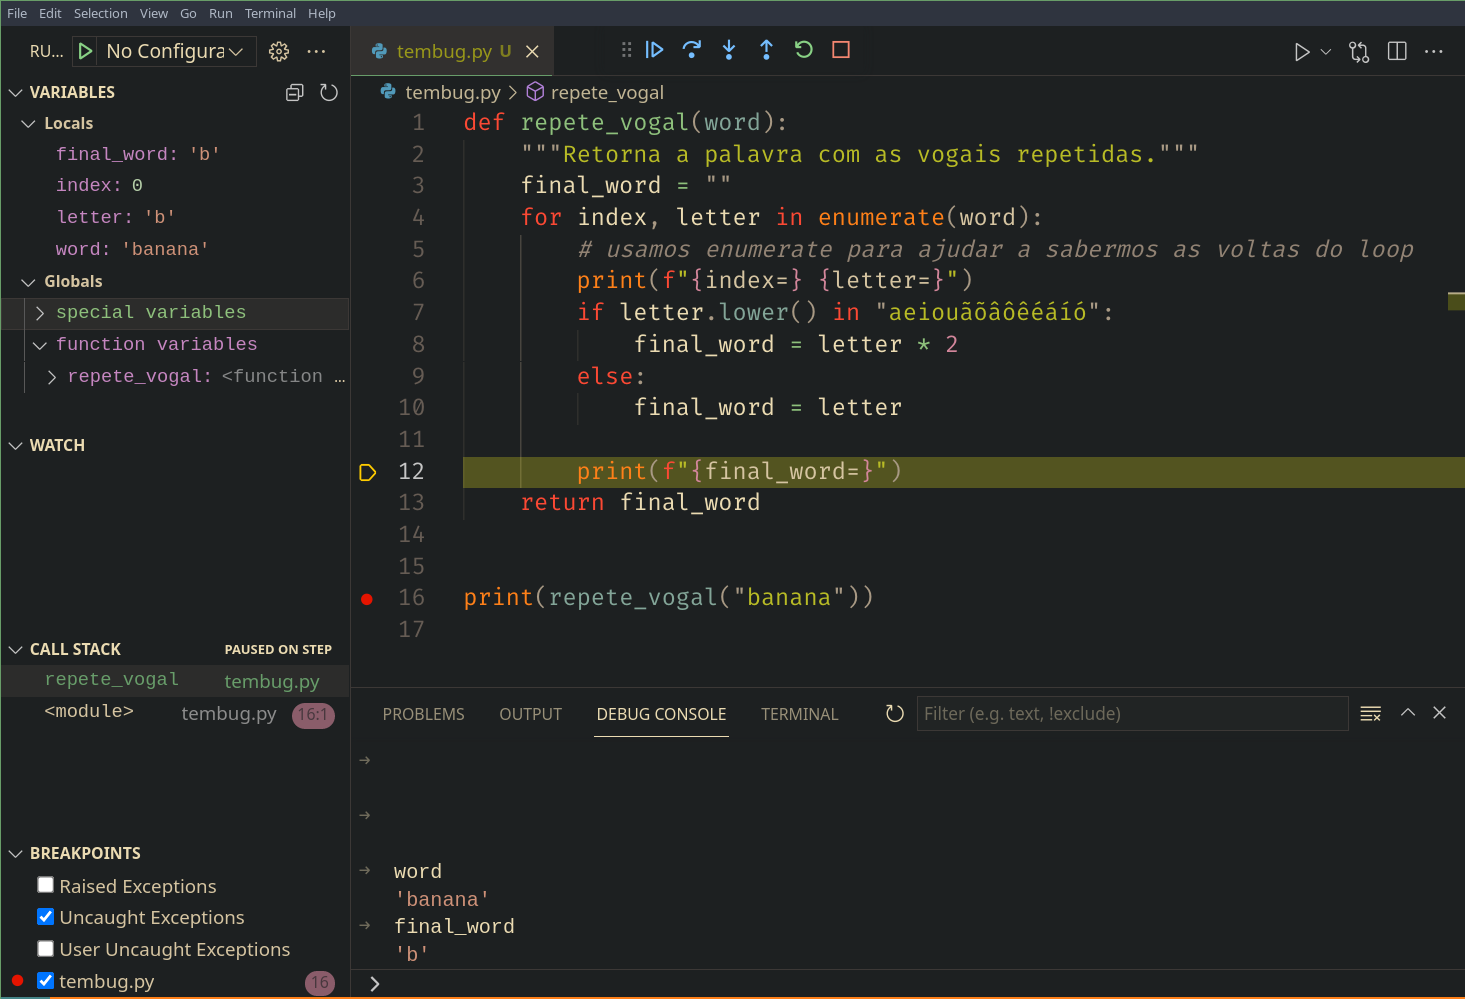 File Edit Selection View Go Run Terminal Help
RU... No Configura
tembug.py U
VARIABLES
Locals
final_word: 'b'
index: 0
letter: 'b'
word: 'banana'
Globals
special variables
function variables
repete_vogal: <function ...
WATCH
CALL STACK PAUSED ON STEP
repete_vogal tembug.py
<module> tembug.py 16:1
BREAKPOINTS
Raised Exceptions
Uncaught Exceptions
User Uncaught Exceptions
tembug.py 16
tembug.py > repete_vogal
1 def repete_vogal(word):
2     """Retorna a palavra com as vogais repetidas."""
3     final_word = ""
4     for index, letter in enumerate(word):
5         # usamos enumerate para ajudar a sabermos as voltas do loop
6         print(f"{index=} {letter=}")
7         if letter.lower() in "aeiouãõâôêéáíó":
8             final_word = letter * 2
9         else:
10             final_word = letter
11
12         print(f"{final_word=}")
13     return final_word
14
15
16 print(repete_vogal("banana"))
17
PROBLEMS OUTPUT DEBUG CONSOLE TERMINAL Filter (e.g. text, !exclude)
→
→
→ word
'banana'
→ final_word
'b'
>